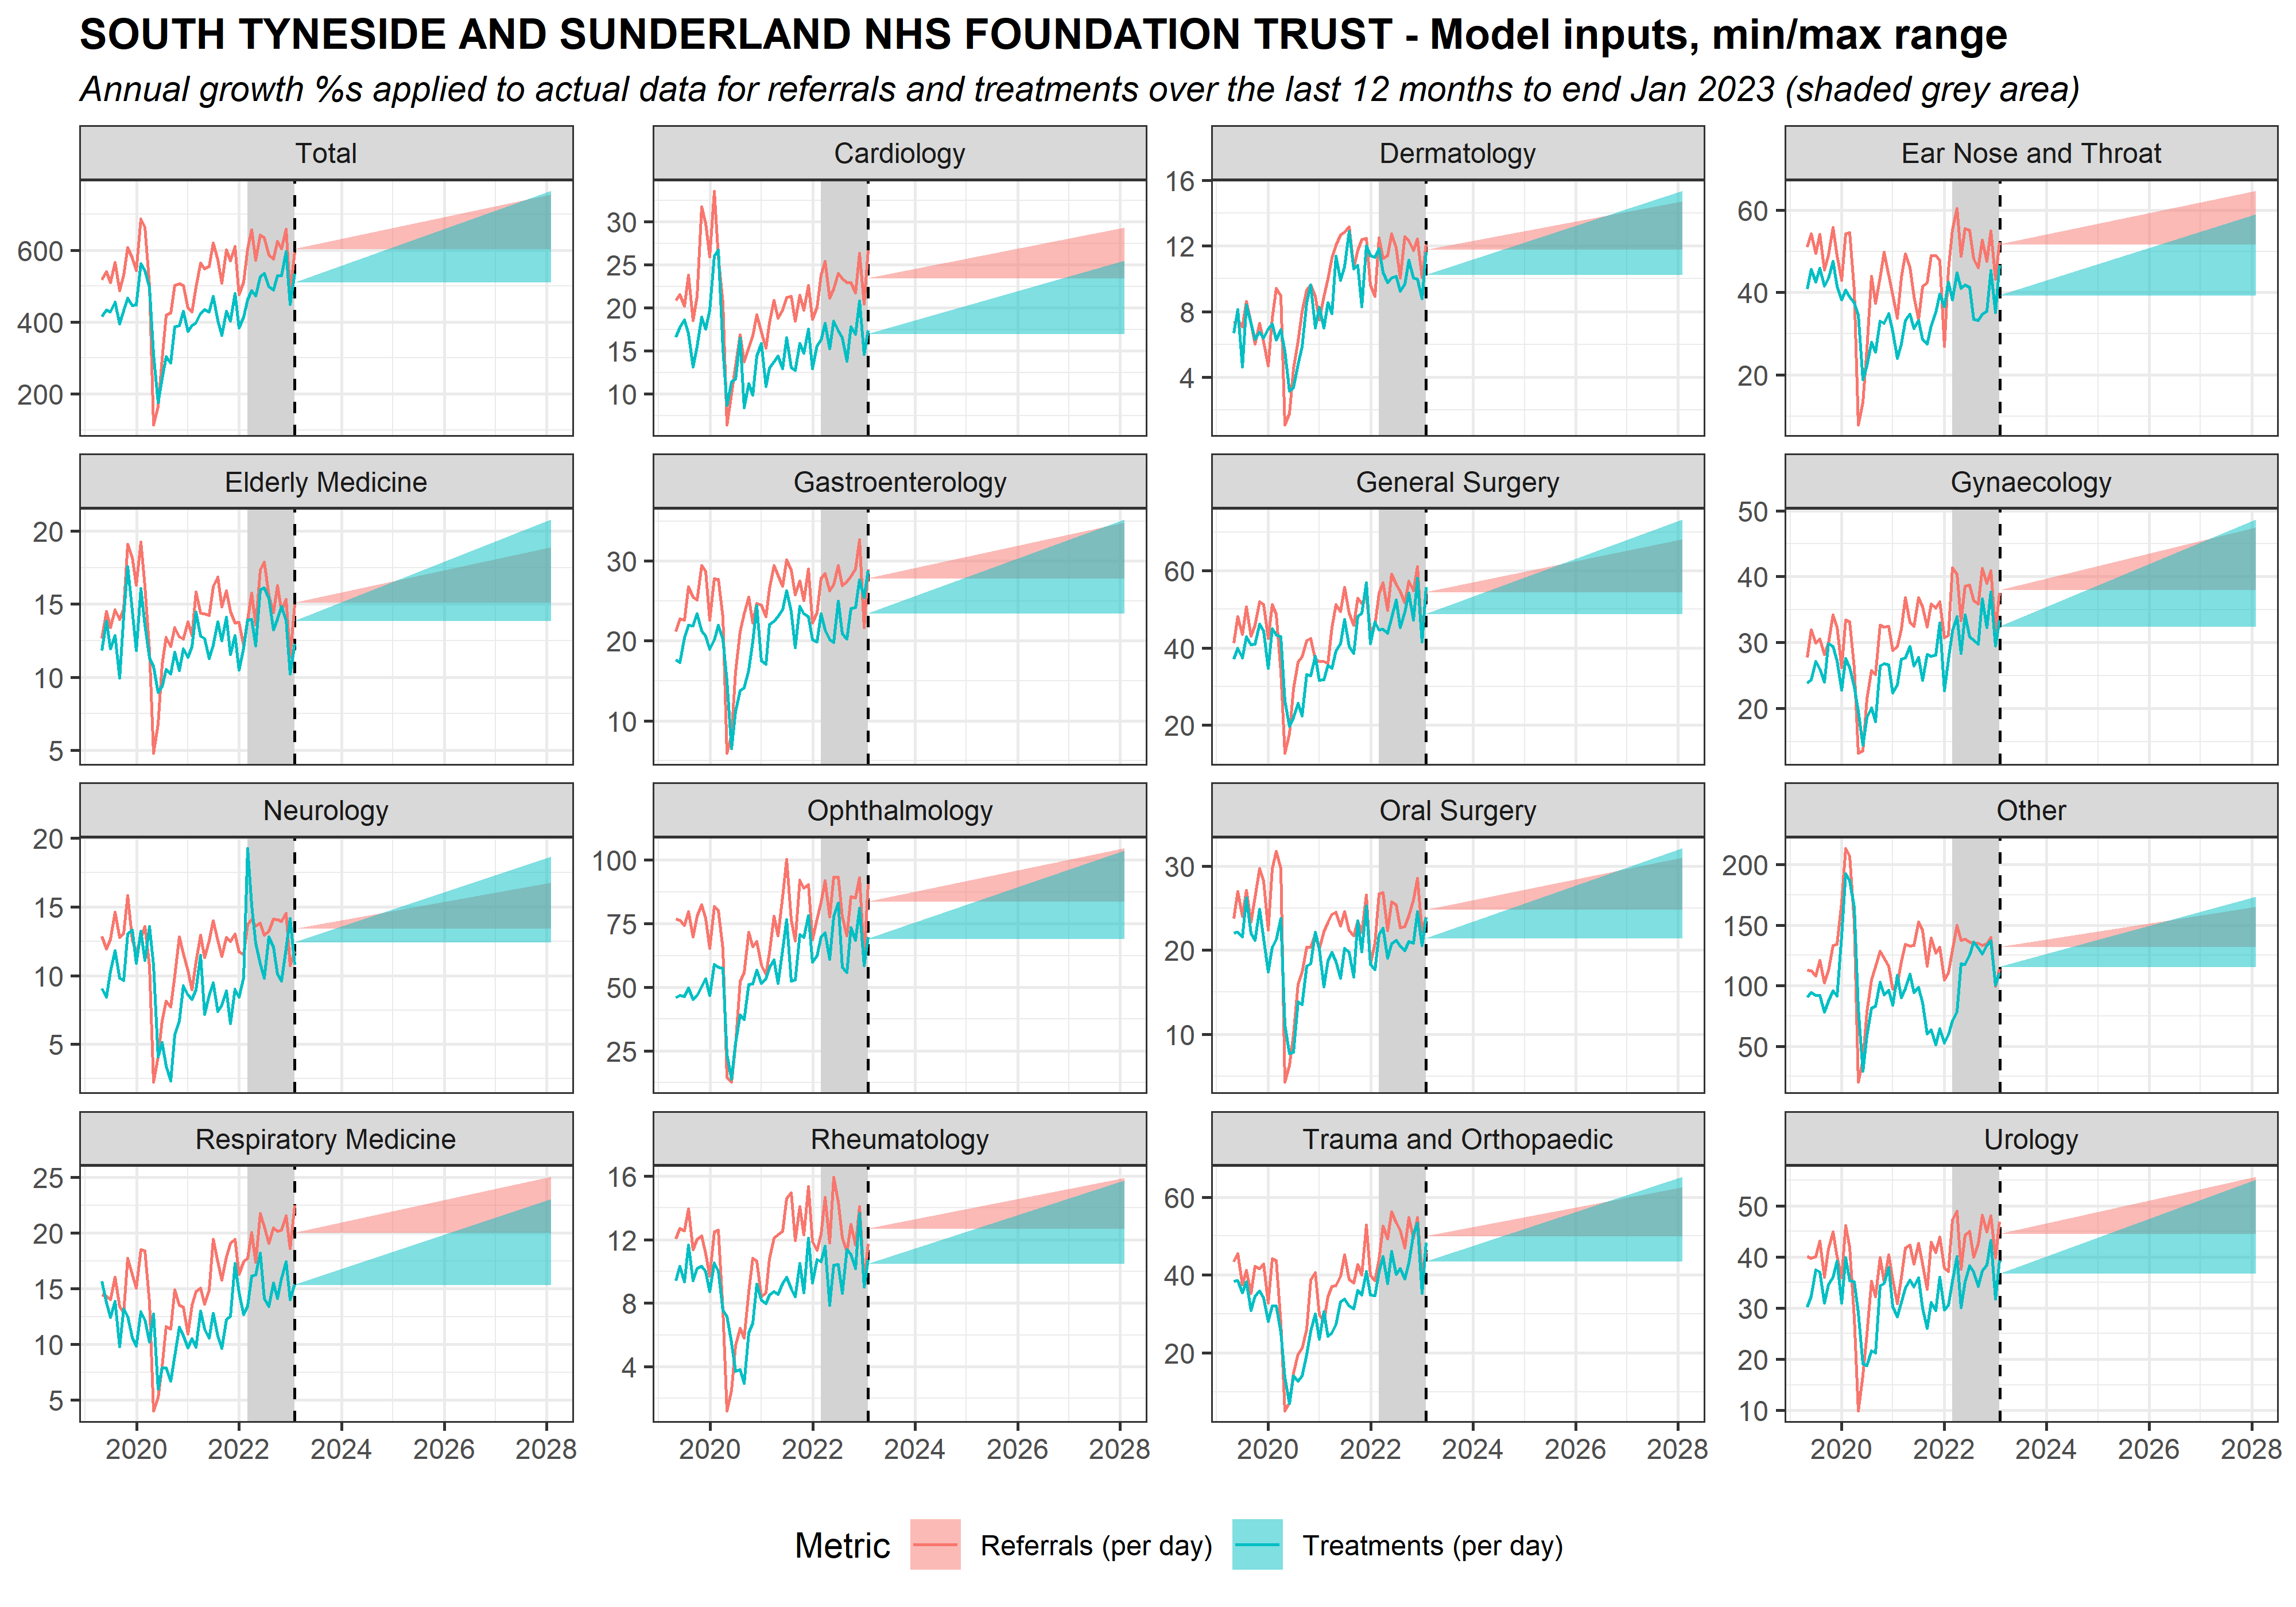 SOUTH TYNESIDE AND SUNDERLAND NHS FOUNDATION TRUST - Model inputs, min/max range
Annual growth %s applied to actual data for referrals and treatments over the last 12 months to end Jan 2023 (shaded grey area)
Total
600
400
200
Cardiology
30
25
20
15
10
Dermatology
16
12
8
4
Ear Nose and Throat
60
40
20
Elderly Medicine
20
15
10
5
Gastroenterology
30
20
10
General Surgery
60
40
20
Gynaecology
50
40
30
20
Neurology
20
15
10
5
Ophthalmology
100
75
50
25
Oral Surgery
30
20
10
Other
200
150
100
50
Respiratory Medicine
25
20
15
10
5
2020 2022 2024 2026 2028
Rheumatology
16
12
8
4
2020 2022 2024 2026 2028
Trauma and Orthopaedic
60
40
20
2020 2022 2024 2026 2028
Urology
50
40
30
20
10
2020 2022 2024 2026 2028
Metric Referrals (per day) Treatments (per day)